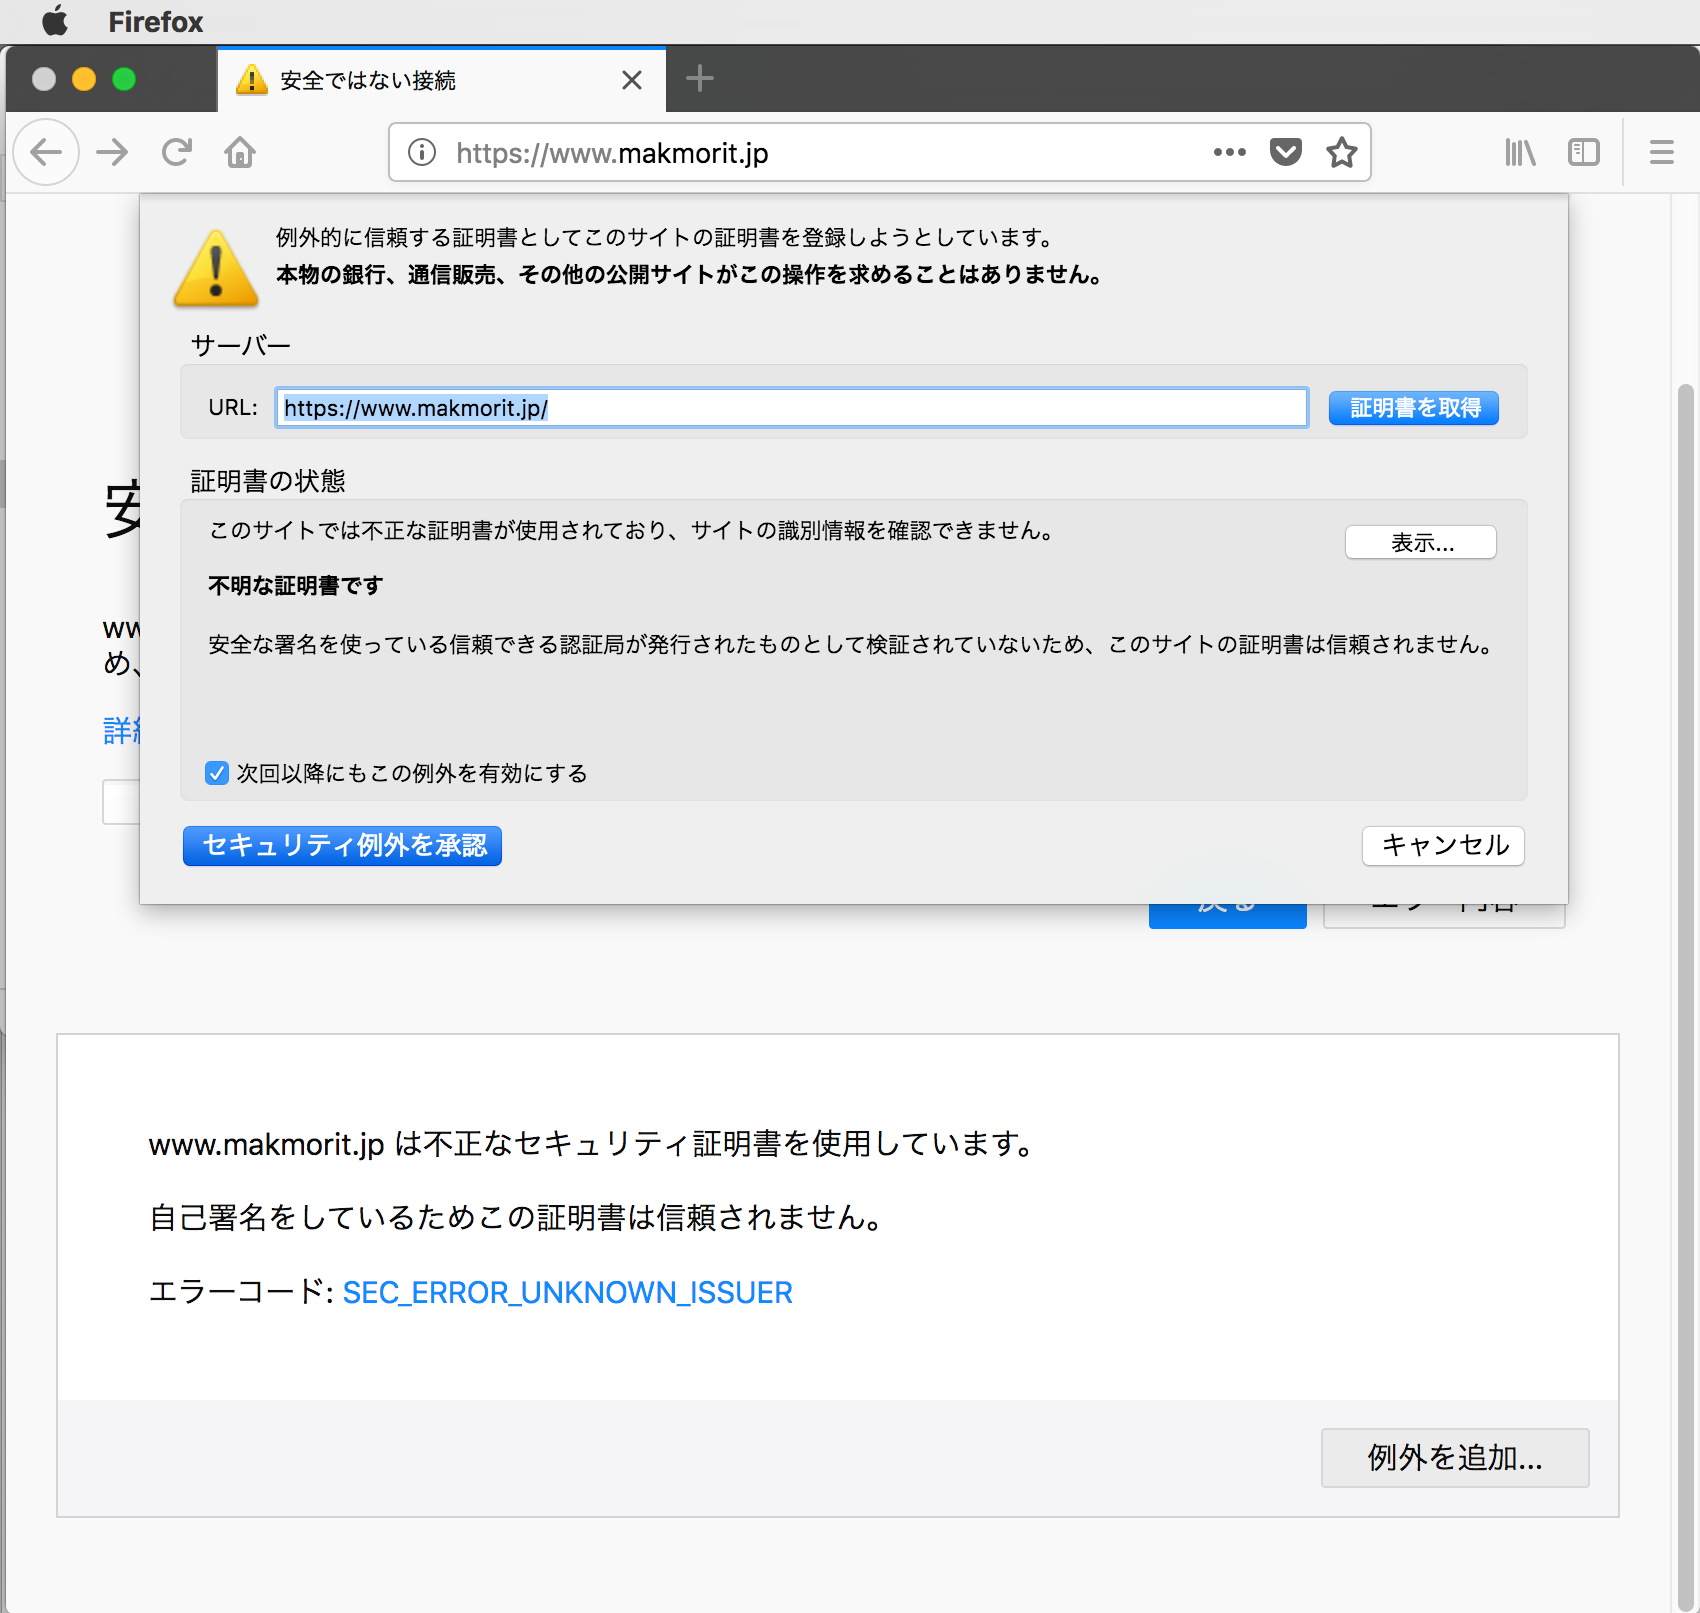 Firefox
安全ではない接続
https://www.makmorit.jp
例外的に信頼する証明書としてこのサイトの証明書を登録しようとしています。
本物の銀行、通信販売、その他の公開サイトがこの操作を求めることはありません。
サーバー
URL: https://www.makmorit.jp/ 証明書を取得
証明書の状態
このサイトでは不正な証明書が使用されており、サイトの識別情報を確認できません。
表示...
不明な証明書です
安全な署名を使っている信頼できる認証局が発行されたものとして検証されていないため、このサイトの証明書は信頼されません。
次回以降にもこの例外を有効にする
セキュリティ例外を承認 キャンセル
安
ww
め、
詳細
戻る エラー内容
www.makmorit.jp は不正なセキュリティ証明書を使用しています。
自己署名をしているためこの証明書は信頼されません。
エラーコード: SEC_ERROR_UNKNOWN_ISSUER
例外を追加...